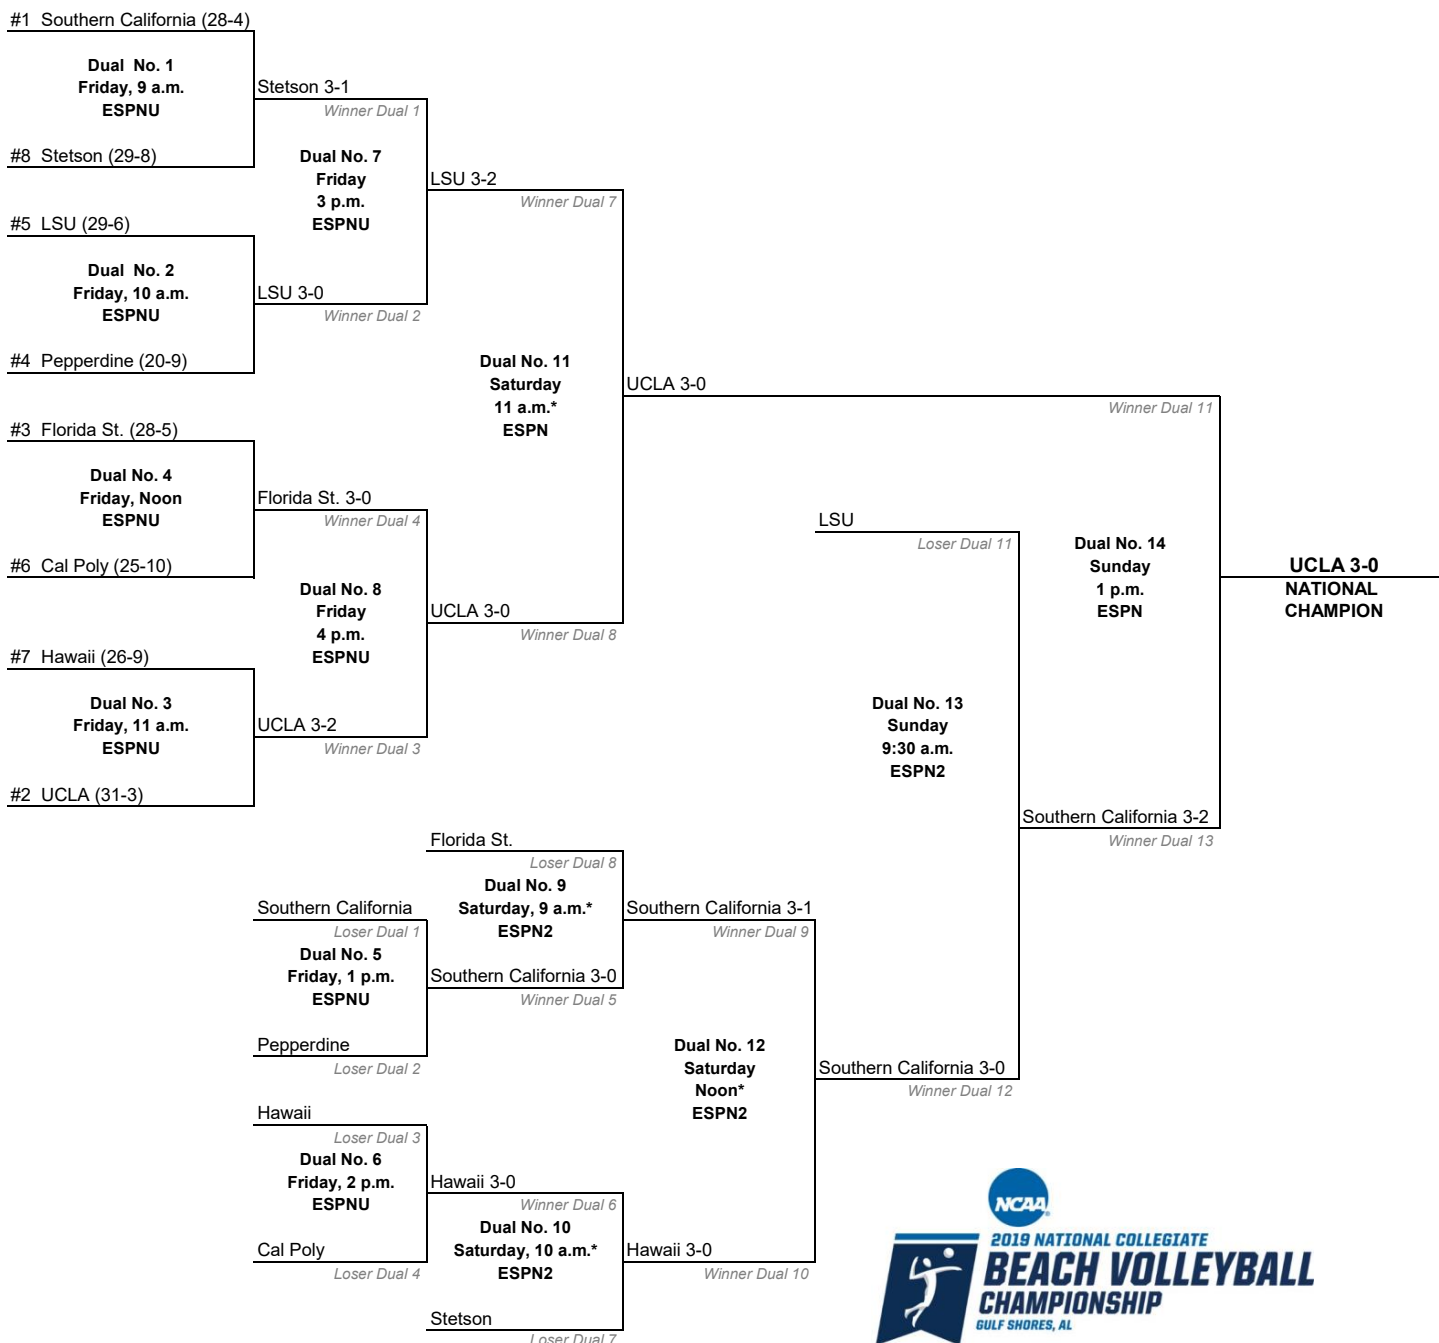 #1 Southern California (28-4)
Dual No. 1
Friday, 9 a.m.
ESPNU
#8 Stetson (29-8)
Stetson 3-1
Winner Dual 1
#5 LSU (29-6)
Dual No. 2
Friday, 10 a.m.
ESPNU
#4 Pepperdine (20-9)
LSU 3-0
Winner Dual 2
Dual No. 7
Friday
3 p.m.
ESPNU
LSU 3-2
Winner Dual 7
#3 Florida St. (28-5)
Dual No. 4
Friday, Noon
ESPNU
#6 Cal Poly (25-10)
Florida St. 3-0
Winner Dual 4
#7 Hawaii (26-9)
Dual No. 3
Friday, 11 a.m.
ESPNU
#2 UCLA (31-3)
UCLA 3-2
Winner Dual 3
Dual No. 8
Friday
4 p.m.
ESPNU
UCLA 3-0
Winner Dual 8
Dual No. 11
Saturday
11 a.m.*
ESPN
UCLA 3-0
Winner Dual 11
Southern California
Loser Dual 1
Dual No. 5
Friday, 1 p.m.
ESPNU
Pepperdine
Loser Dual 2
Florida St.
Loser Dual 8
Dual No. 9
Saturday, 9 a.m.*
ESPN2
Southern California 3-0
Winner Dual 5
Southern California 3-1
Winner Dual 9
Hawaii
Loser Dual 3
Dual No. 6
Friday, 2 p.m.
ESPNU
Cal Poly
Loser Dual 4
Hawaii 3-0
Winner Dual 6
Dual No. 10
Saturday, 10 a.m.*
ESPN2
Stetson
Loser Dual 7
Hawaii 3-0
Winner Dual 10
Dual No. 12
Saturday
Noon*
ESPN2
Southern California 3-0
Winner Dual 12
LSU
Loser Dual 11
Dual No. 13
Sunday
9:30 a.m.
ESPN2
Southern California 3-2
Winner Dual 13
Dual No. 14
Sunday
1 p.m.
ESPN
UCLA 3-0
NATIONAL
CHAMPION
NCAA
2019 NATIONAL COLLEGIATE
BEACH VOLLEYBALL
CHAMPIONSHIP
GULF SHORES, AL